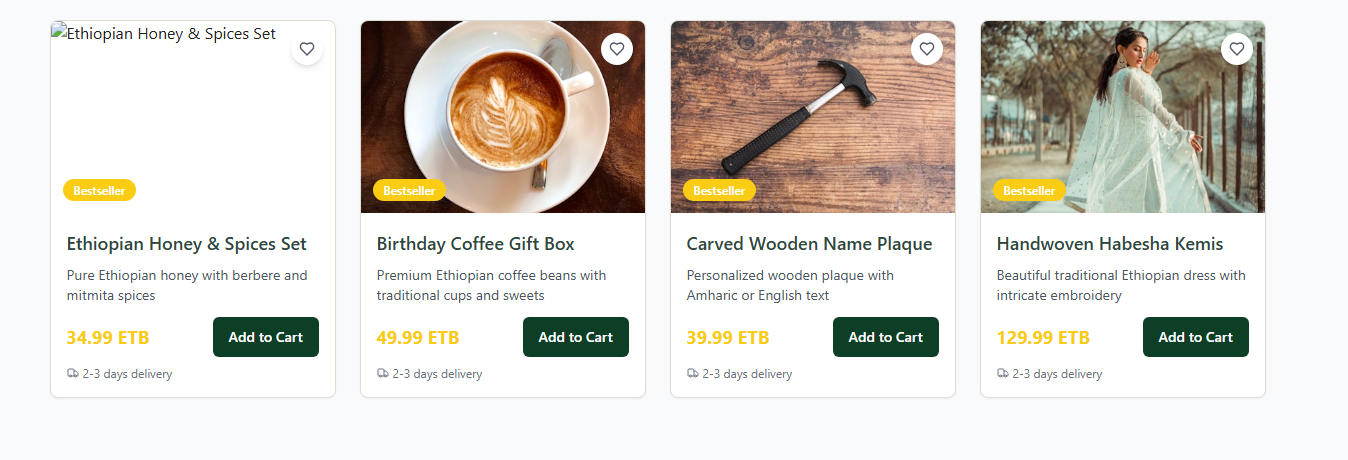 Ethiopian Honey & Spices Set
Bestseller
Ethiopian Honey & Spices Set
Pure Ethiopian honey with berbere and
mitmita spices
34.99 ETB
Add to Cart
2-3 days delivery
Bestseller
Birthday Coffee Gift Box
Premium Ethiopian coffee beans with
traditional cups and sweets
49.99 ETB
Add to Cart
2-3 days delivery
Bestseller
Carved Wooden Name Plaque
Personalized wooden plaque with
Amharic or English text
39.99 ETB
Add to Cart
2-3 days delivery
Bestseller
Handwoven Habesha Kemis
Beautiful traditional Ethiopian dress with
intricate embroidery
129.99 ETB
Add to Cart
2-3 days delivery